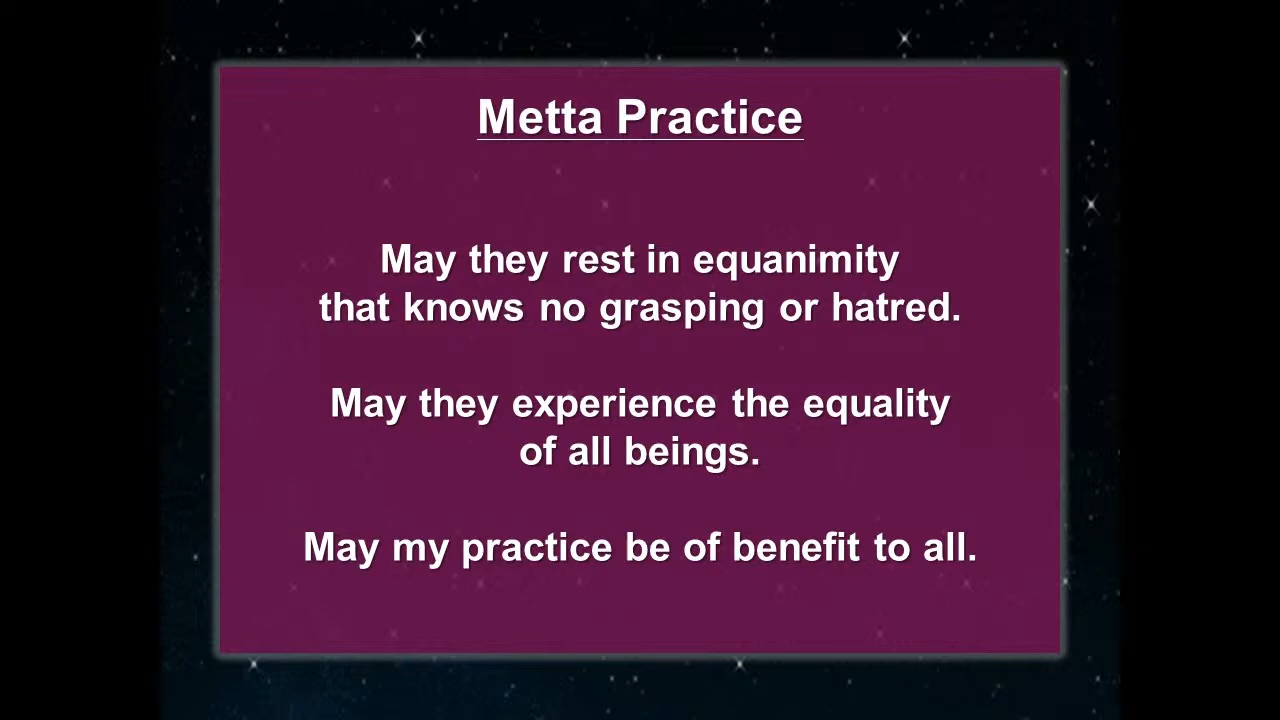 Metta Practice
May they rest in equanimity
that knows no grasping or hatred.
May they experience the equality
of all beings.
May my practice be of benefit to all.